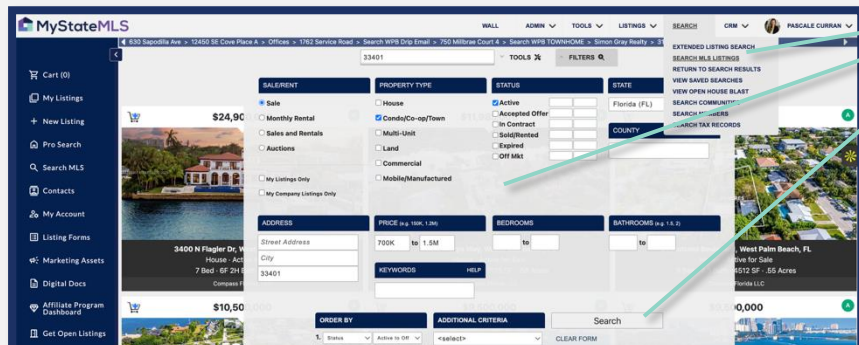 MyStateMLS
WALL ADMIN TOOLS LISTINGS SEARCH CRM PASCALE CURRAN
630 Sapodilla Ave > 12450 SE Cove Place A > Offices > 1762 Service Road > Search WPB Drip Email > 750 Millbrae Court 4 > Search WPB TOWNHOME > Simon Gray Realty > 31
33401 TOOLS FILTERS
EXTENDED LISTING SEARCH
SEARCH MLS LISTINGS
RETURN TO SEARCH RESULTS
VIEW SAVED SEARCHES
VIEW OPEN HOUSE BLAST
SEARCH COMMUNITIES
SEARCH MEMBERS
SEARCH TAX RECORDS
Cart (0)
My Listings
+ New Listing
Pro Search
Search MLS
Contacts
My Account
Listing Forms
Marketing Assets
Digital Docs
Affiliate Program
Dashboard
Get Open Listings
$24,90
SALE/RENT
Sale
Monthly Rental
Sales and Rentals
Auctions
My Listings Only
My Company Listings Only
PROPERTY TYPE
House
Condo/Co-op/Town
Multi-Unit
Land
Commercial
Mobile/Manufactured
STATUS
Active
Accepted Offer
In Contract
Sold/Rented
Expired
Off Mkt
STATE
Florida (FL)
COUNTY
ADDRESS
Street Address
City
33401
PRICE (e.g. 100K, 1.2M)
700K to 1.5M
BEDROOMS
to
BATHROOMS (e.g. 1.5, 2)
to
KEYWORDS HELP
3400 N Flagler Dr, W
House - Act
7 Bed - 6F 2H B
Compass Fl
, West Palm Beach, FL
tive for Sale
4512 SF - .55 Acres
Florida LLC
$10,50
00,000
ORDER BY
1. Status Active to Off
ADDITIONAL CRITERIA
<select>
Search
CLEAR FORM